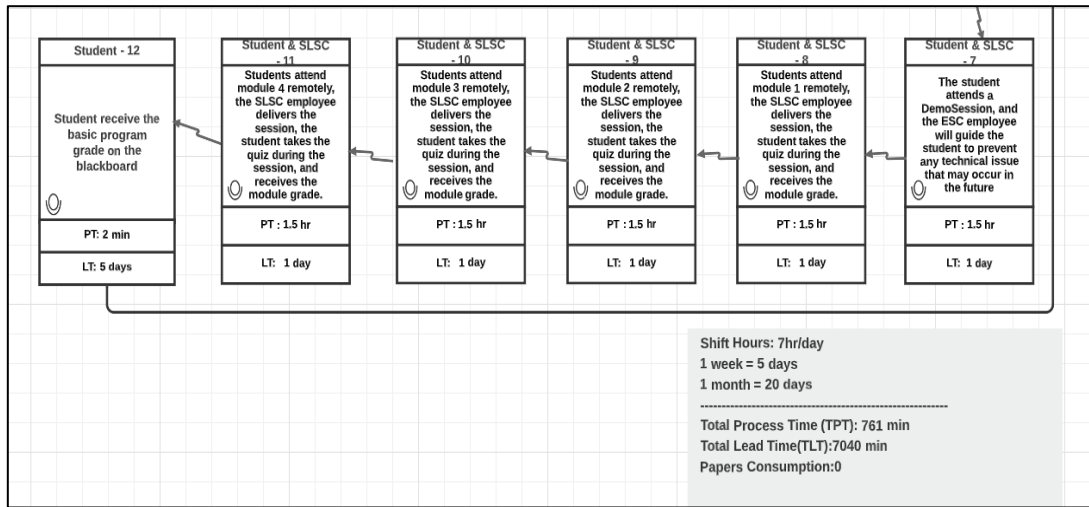 Student - 12
Student receive the
basic program
grade on the
blackboard
PT: 2 min
LT: 5 days
Student & SLSC
- 11
Students attend
module 4 remotely,
the SLSC employee
delivers the
session, the
student takes the
quiz during the
session, and
receives the
module grade.
PT : 1.5 hr
LT: 1 day
Student & SLSC
- 10
Students attend
module 3 remotely,
the SLSC employee
delivers the
session, the
student takes the
quiz during the
session, and
receives the
module grade.
PT : 1.5 hr
LT: 1 day
Student & SLSC
- 9
Students attend
module 2 remotely,
the SLSC employee
delivers the
session, the
student takes the
quiz during the
session, and
receives the
module grade.
PT : 1.5 hr
LT: 1 day
Student & SLSC
- 8
Students attend
module 1 remotely,
the SLSC employee
delivers the
session, the
student takes the
quiz during the
session, and
receives the
module grade.
PT : 1.5 hr
LT: 1 day
Student & SLSC
- 7
The student
attends a
DemoSession, and
the ESC employee
will guide the
student to prevent
any technical issue
that may occur in
the future
PT : 1.5 hr
LT: 1 day
Shift Hours: 7hr/day
1 week = 5 days
1 month = 20 days
--------------------------------------------------------
Total Process Time (TPT): 761 min
Total Lead Time(TLT):7040 min
Papers Consumption:0